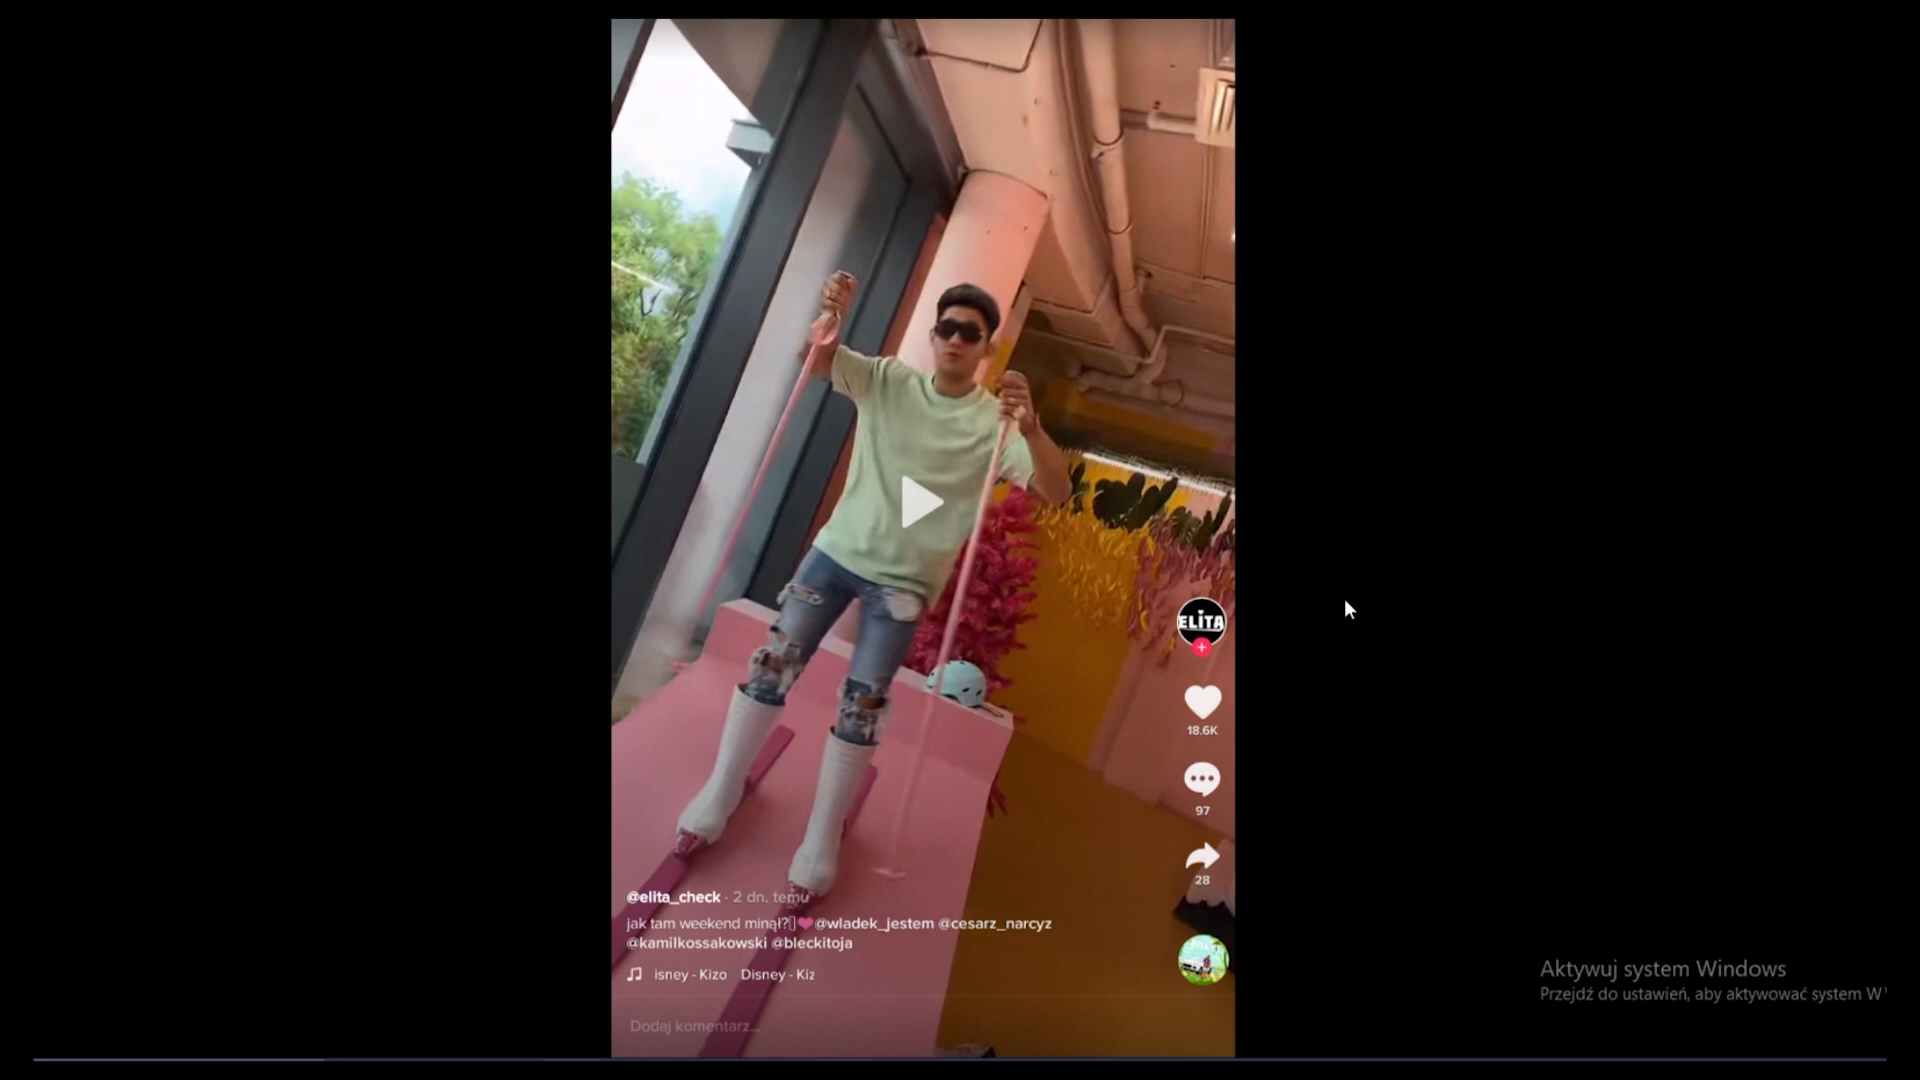 ELITA
18.6K
97
28
@elita_check · 2 dn. temu
jak tam weekend minął?❤@wladek_jestem @cesarz_narcyz
@kamilkossakowski @bleckitoja
isney - Kizo Disney - Kiz
Dodaj komentarz...
Aktywuj system Windows
Przejdź do ustawień, aby aktywować system W